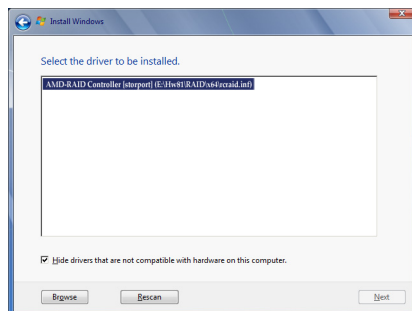 Install Windows
Select the driver to be installed.
AMD-RAID Controller [storport] (E:\Hw81\RAID\x64\rcraid.inf)
Hide drivers that are not compatible with hardware on this computer.
Browse
Rescan
Next